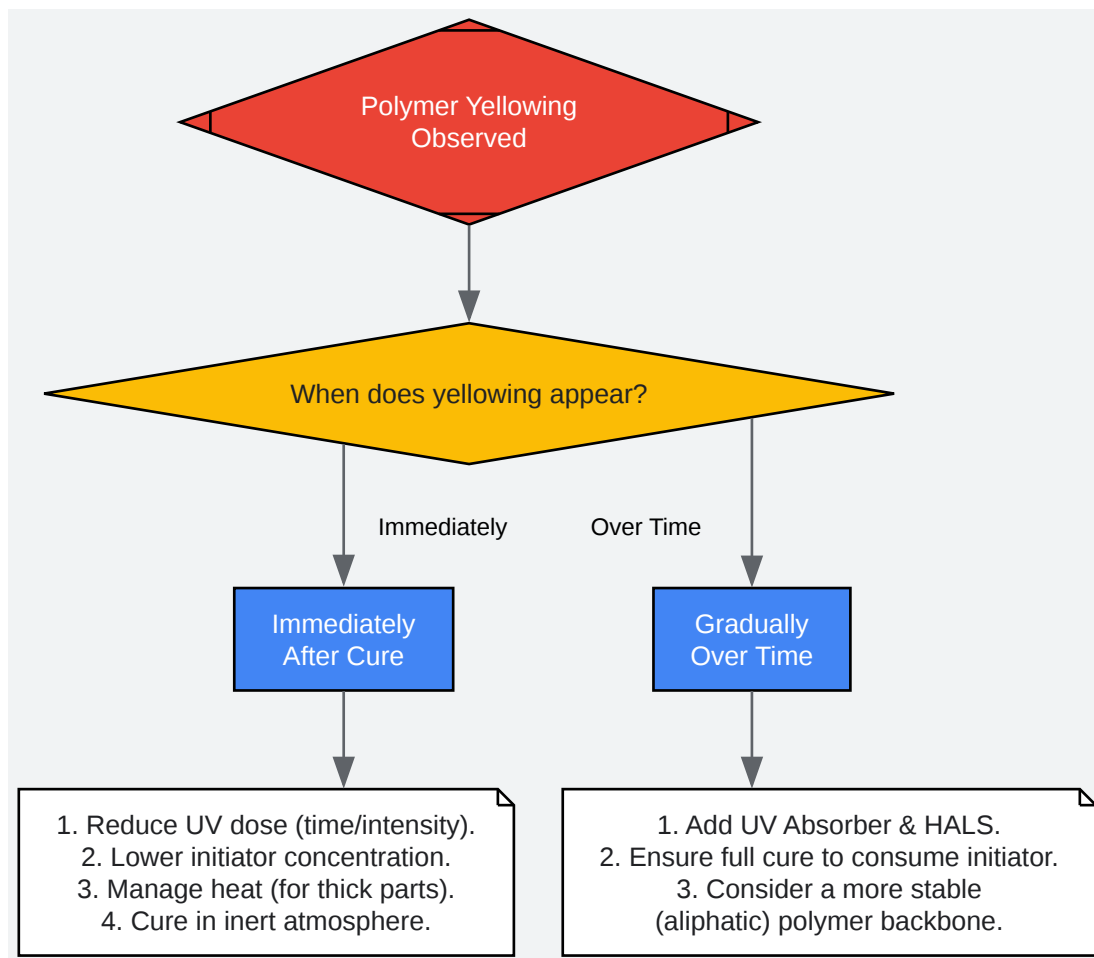 Polymer Yellowing
Observed
When does yellowing appear?
Immediately
Over Time
Immediately
After Cure
Gradually
Over Time
1. Reduce UV dose (time/intensity).
2. Lower initiator concentration.
3. Manage heat (for thick parts).
4. Cure in inert atmosphere.
1. Add UV Absorber & HALS.
2. Ensure full cure to consume initiator.
3. Consider a more stable
(aliphatic) polymer backbone.